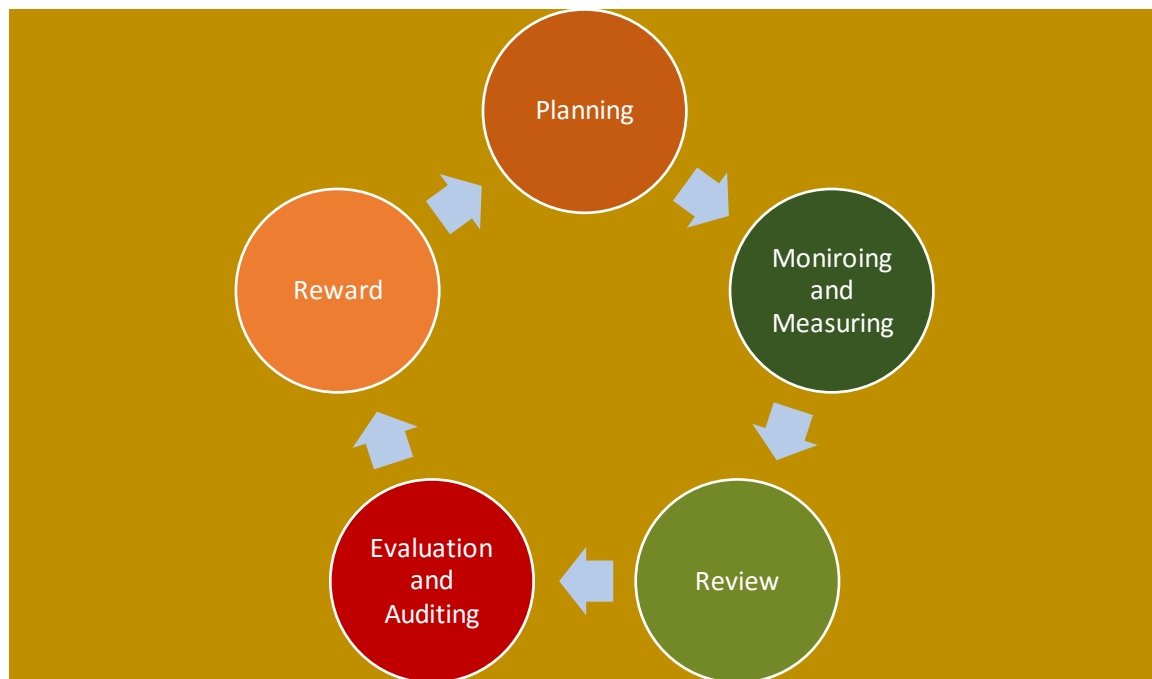 Planning
Moniroing
and
Measuring
Review
Evaluation
and
Auditing
Reward